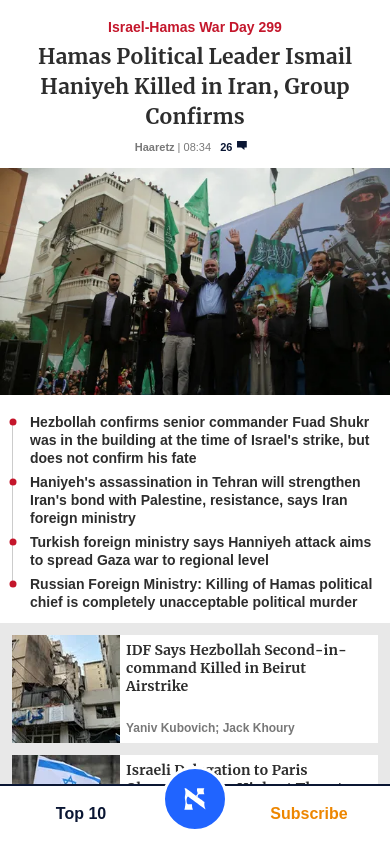 Israel-Hamas War Day 299
Hamas Political Leader Ismail
Haniyeh Killed in Iran, Group
Confirms
Haaretz | 08:34 26
Hezbollah confirms senior commander Fuad Shukr
was in the building at the time of Israel's strike, but
does not confirm his fate
Haniyeh's assassination in Tehran will strengthen
Iran's bond with Palestine, resistance, says Iran
foreign ministry
Turkish foreign ministry says Hanniyeh attack aims
to spread Gaza war to regional level
Russian Foreign Ministry: Killing of Hamas political
chief is completely unacceptable political murder
IDF Says Hezbollah Second-in-
command Killed in Beirut
Airstrike
Yaniv Kubovich; Jack Khoury
Israeli Delegation to Paris
Top 10
Subscribe